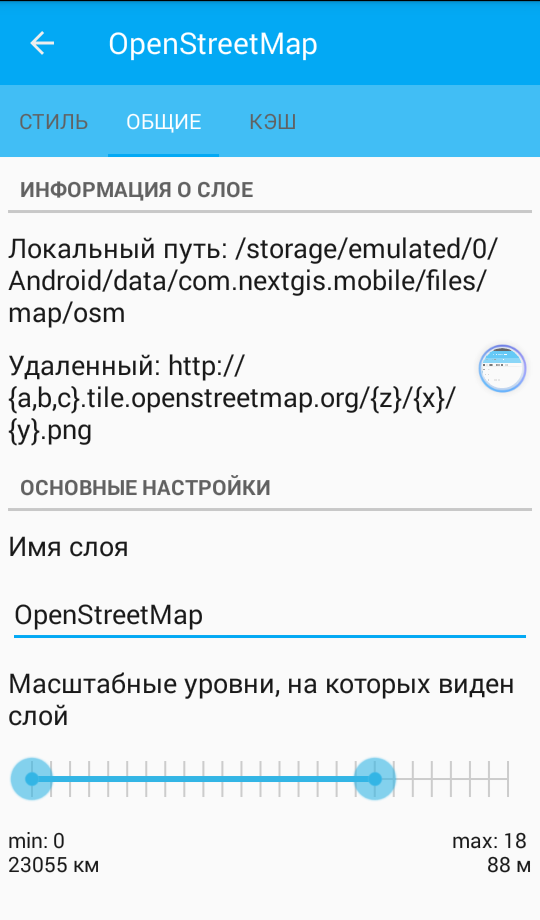 OpenStreetMap
СТИЛЬ ОБЩИЕ КЭШ
ИНФОРМАЦИЯ О СЛОЕ
Локальный путь: /storage/emulated/0/
Android/data/com.nextgis.mobile/files/
map/osm
Удаленный: http://
{a,b,c}.tile.openstreetmap.org/{z}/{x}/
{y}.png
ОСНОВНЫЕ НАСТРОЙКИ
Имя слоя
OpenStreetMap
Масштабные уровни, на которых виден
слой
min: 0 max: 18
23055 км 88 м